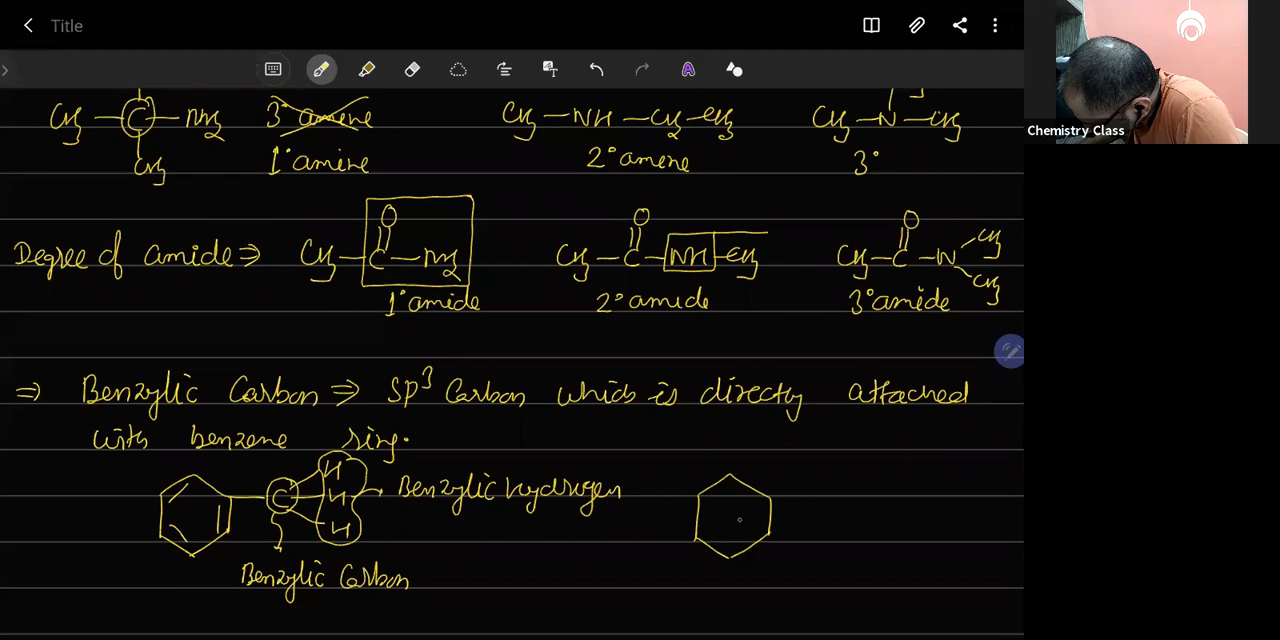 Title
Chemistry Class
CH3 — C — NH2 3° amine CH3 — NH — CH2 — CH3 CH3 — N — CH3
CH3 1° amine 2° amene 3°
O O O
Degree of amide ⇒ CH3 — C — NH2 CH3 — C — NH — CH3 CH3 — C — N CH3 CH3
1° amide 2° amide 3° amide
⇒ Benzylic Carbon ⇒ SP3 Carbon which is directly attached
with benzene ring.
C H H H → Benzylic hydrogen
Benzylic Carbon